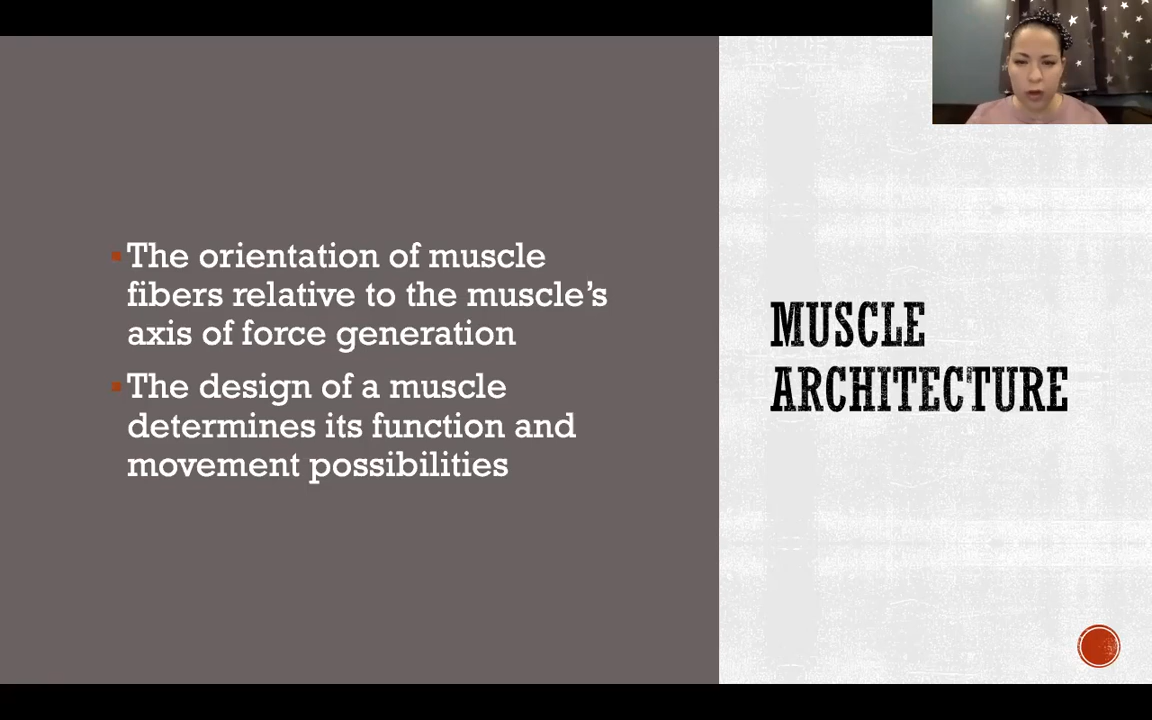 The orientation of muscle
fibers relative to the muscle's
axis of force generation
The design of a muscle
determines its function and
movement possibilities
MUSCLE
ARCHITECTURE